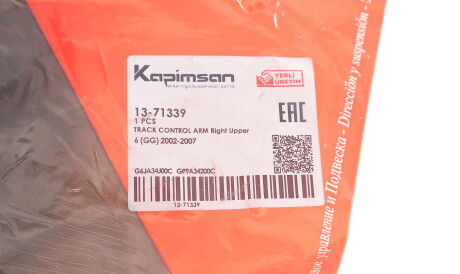 Kapimsan
steering & suspension parts
YERLİ
ÜRETİM
13-71339
1 PCS
TRACK CONTROL ARM Right Upper
6 (GG) 2002-2007
EAC
G6JA34J00C GP9A34200C
13-71339
управление и Подвеска - Dirección y suspensión - S